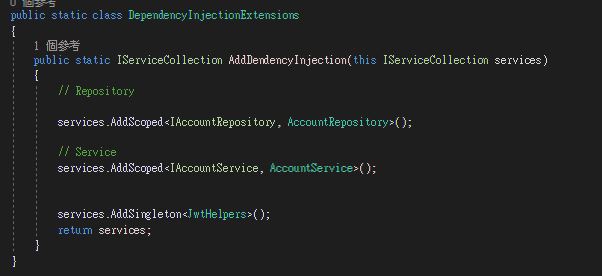 0 個參考
public static class DependencyInjectionExtensions
{
1 個參考
public static IServiceCollection AddDendencyInjection(this IServiceCollection services)
{
// Repository
services.AddScoped<IAccountRepository, AccountRepository>();
// Service
services.AddScoped<IAccountService, AccountService>();
services.AddSingleton<JwtHelpers>();
return services;
}
}